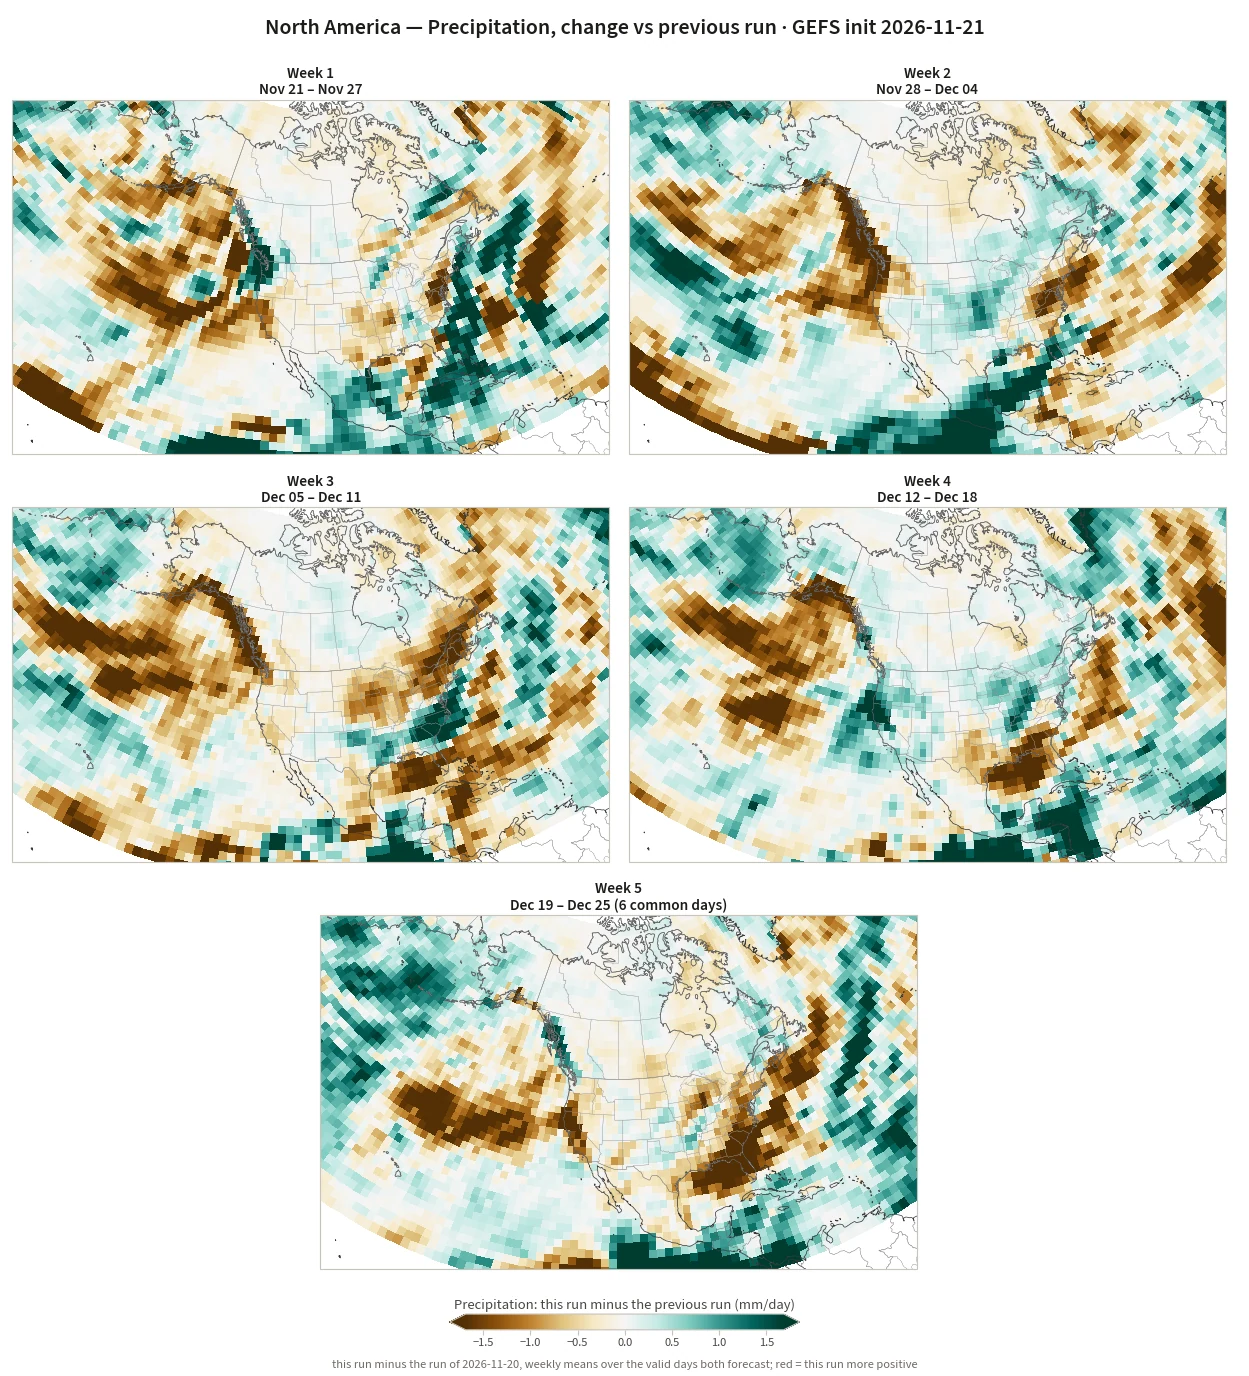 North America — Precipitation, change vs previous run · GEFS init 2026-11-21
Week 1
Nov 21 – Nov 27
Week 2
Nov 28 – Dec 04
Week 3
Dec 05 – Dec 11
Week 4
Dec 12 – Dec 18
Week 5
Dec 19 – Dec 25 (6 common days)
Precipitation: this run minus the previous run (mm/day)
−1.5 −1.0 −0.5 0.0 0.5 1.0 1.5
this run minus the run of 2026-11-20, weekly means over the valid days both forecast; red = this run more positive